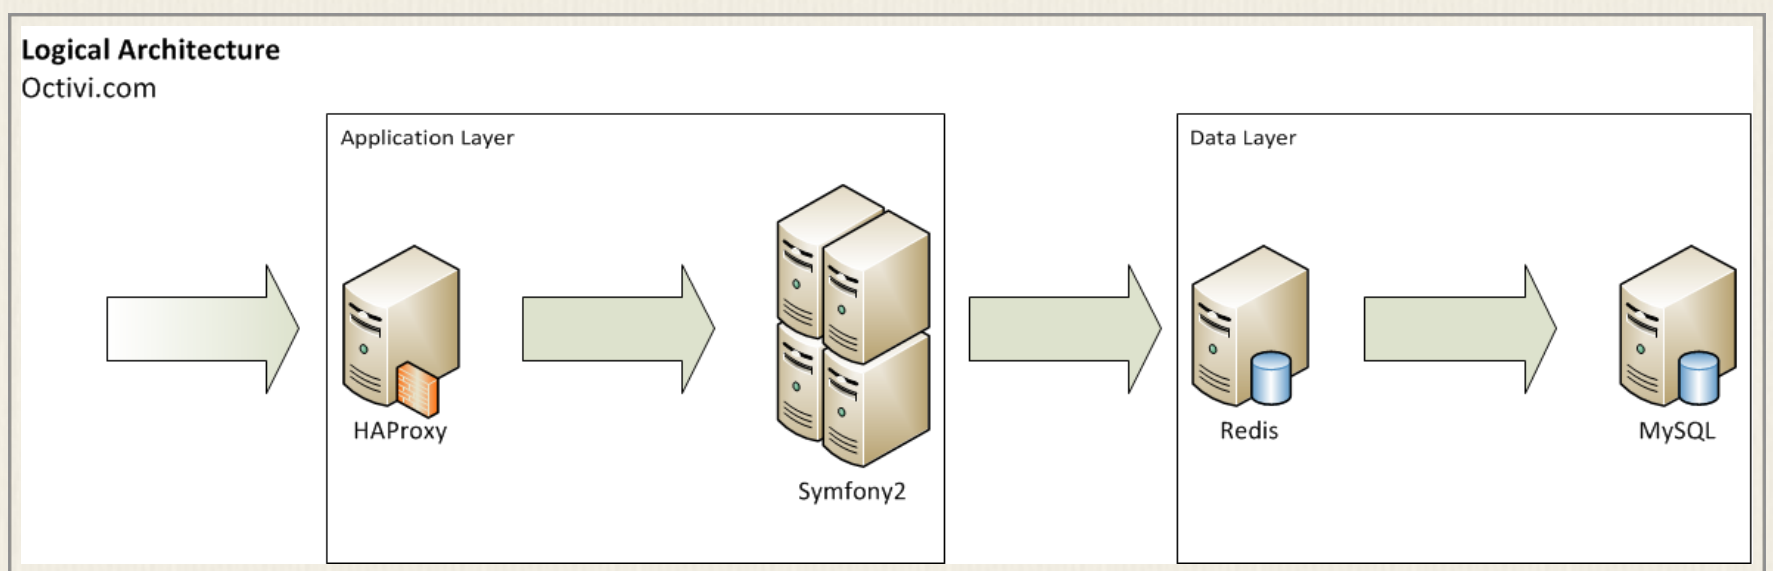 Logical Architecture
Octivi.com
Application Layer
Data Layer
HAProxy
Symfony2
Redis
MySQL